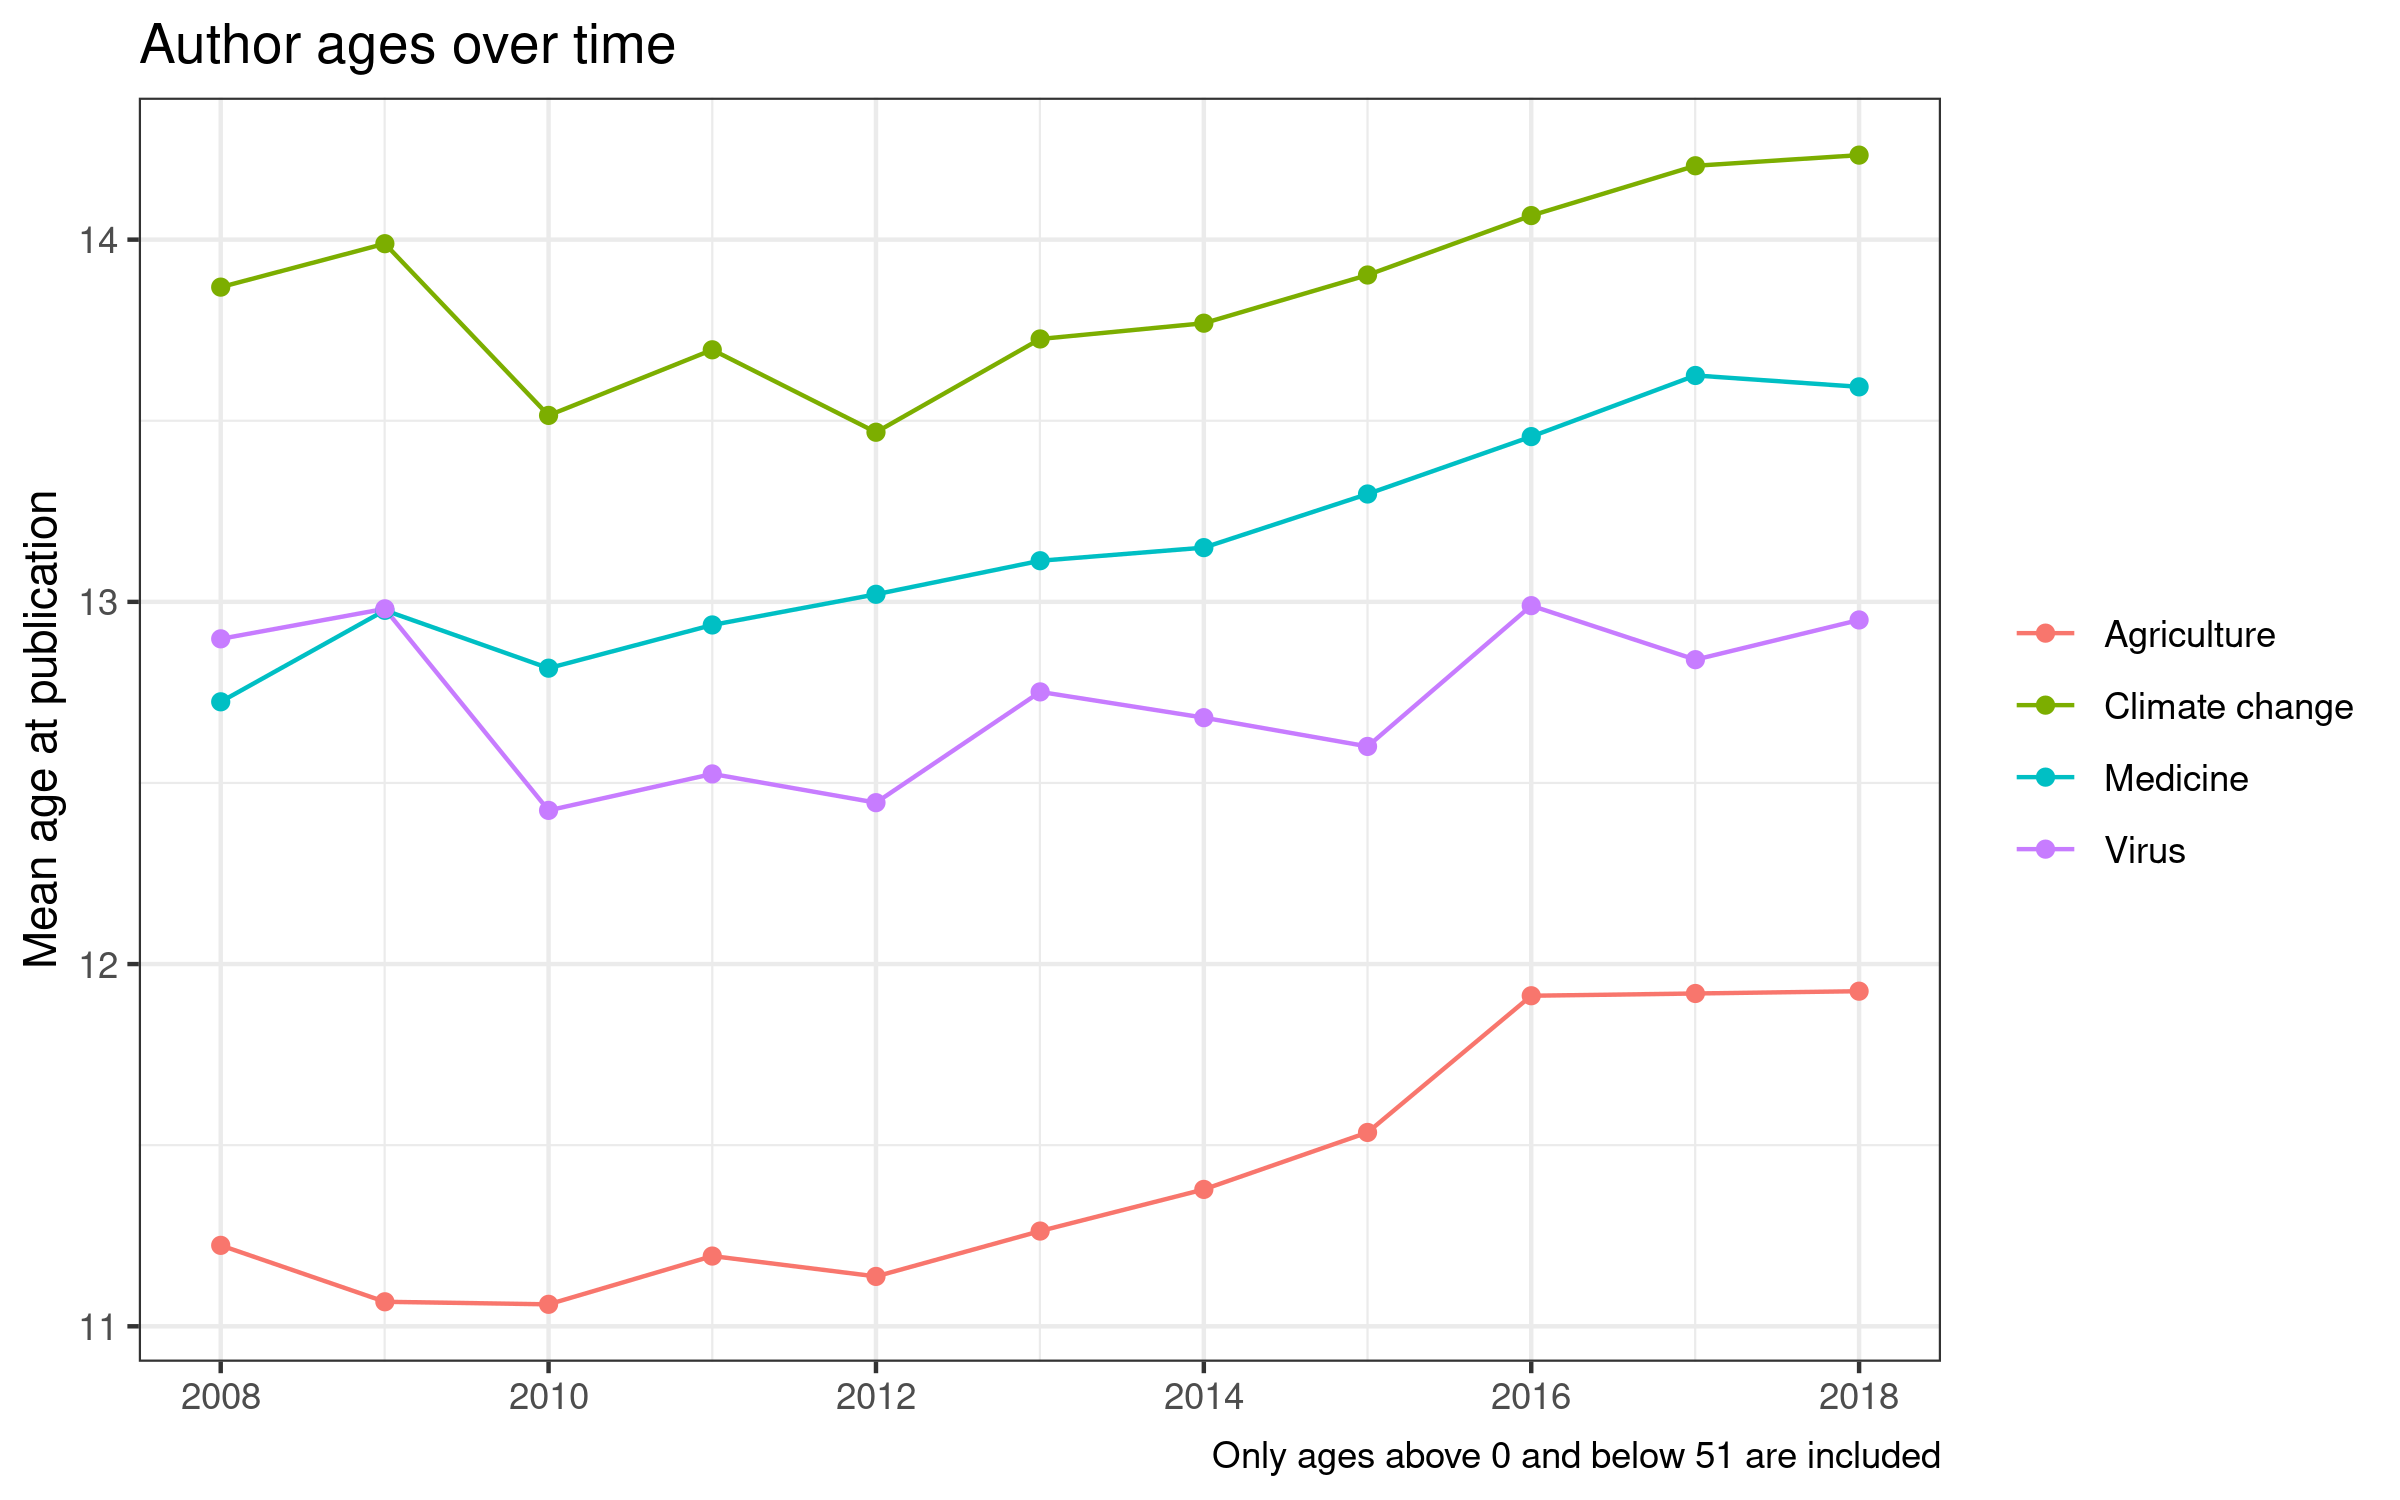 Author ages over time
Mean age at publication
14
13
12
11
2008 2010 2012 2014 2016 2018
Agriculture
Climate change
Medicine
Virus
Only ages above 0 and below 51 are included